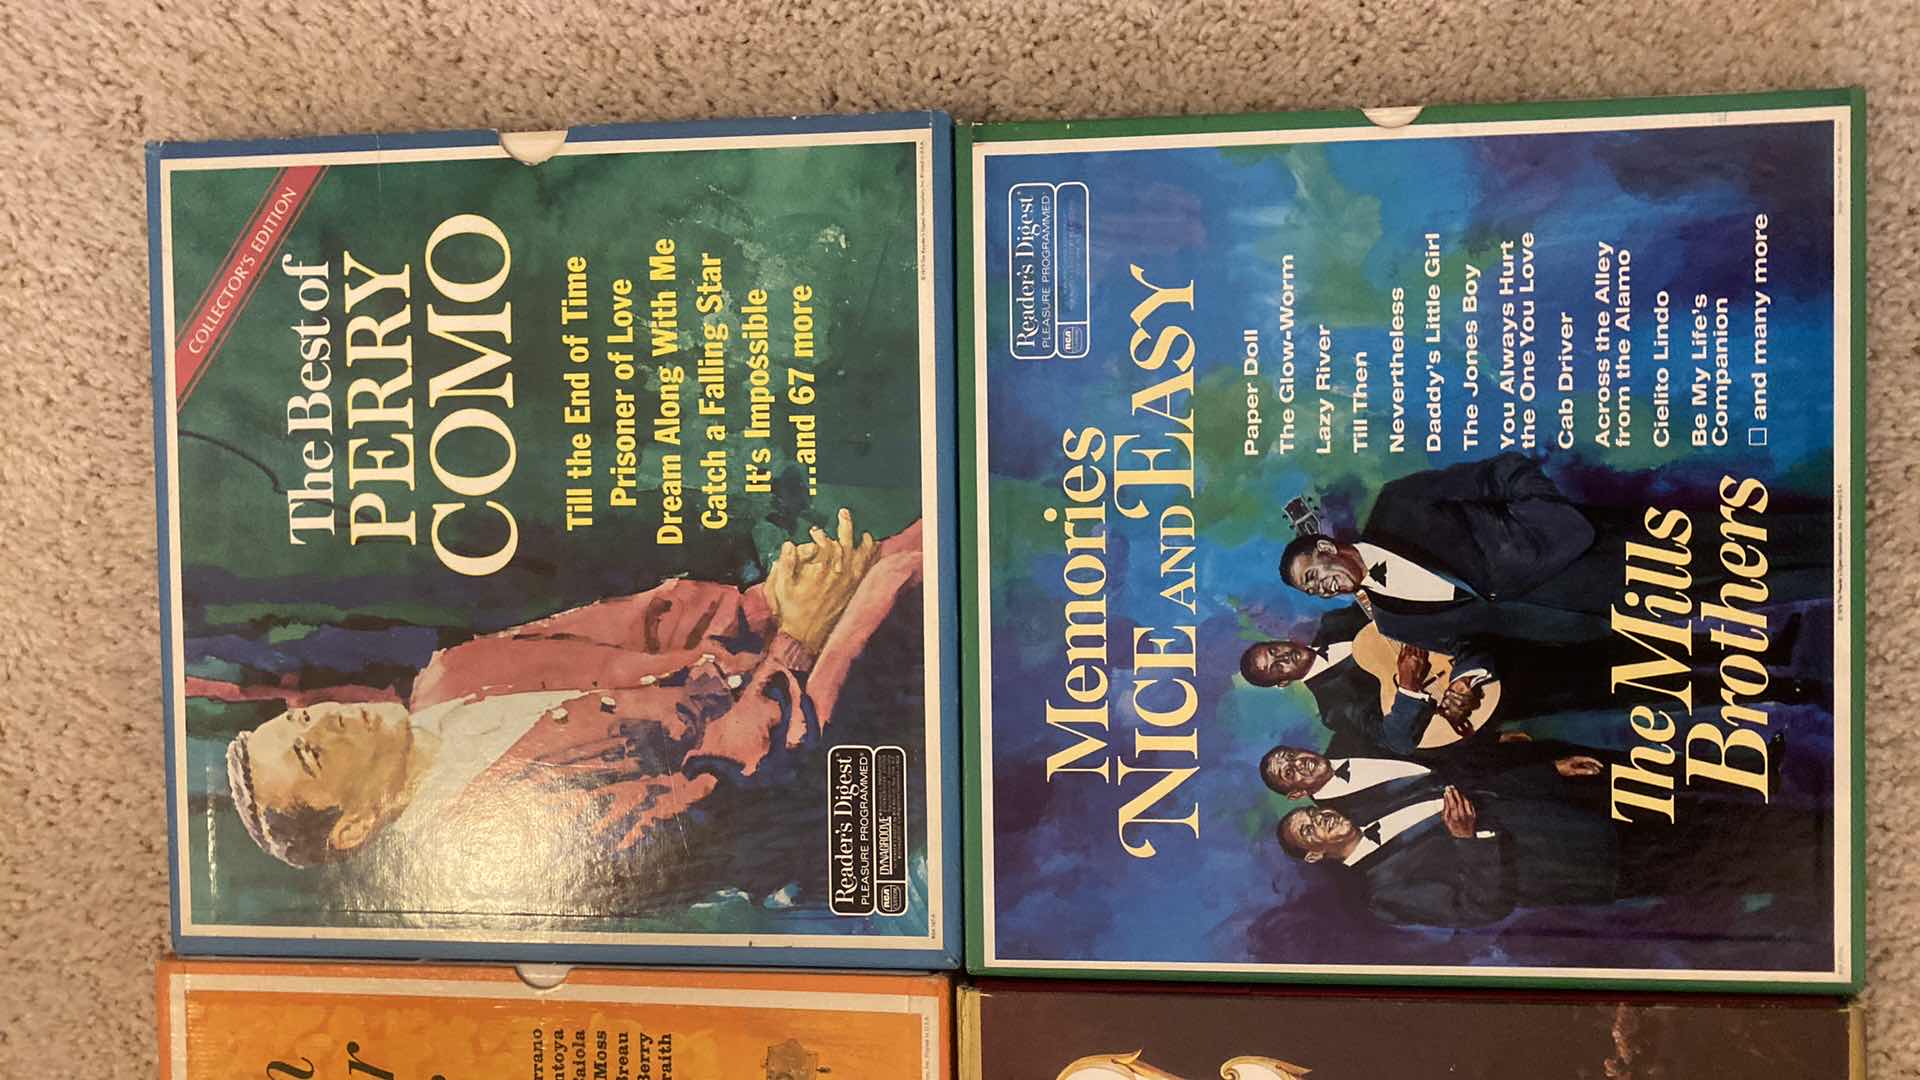 COLLECTOR'S EDITION
The Best of
PERRY
COMO
Till the End of Time
Prisoner of Love
Dream Along With Me
Catch a Falling Star
It's Impossible
...and 67 more
Reader's Digest
PLEASURE PROGRAMMED
RCA
DYNAGROOVE
Reader's Digest
PLEASURE PROGRAMMED
RCA
Memories
NICE AND EASY
Paper Doll
The Glow-Worm
Lazy River
Till Then
Nevertheless
Daddy's Little Girl
The Jones Boy
You Always Hurt
the One You Love
Cab Driver
Across the Alley
from the Alamo
Cielito Lindo
Be My Life's
Companion
□ and many more
The Mills
Brothers
Moss